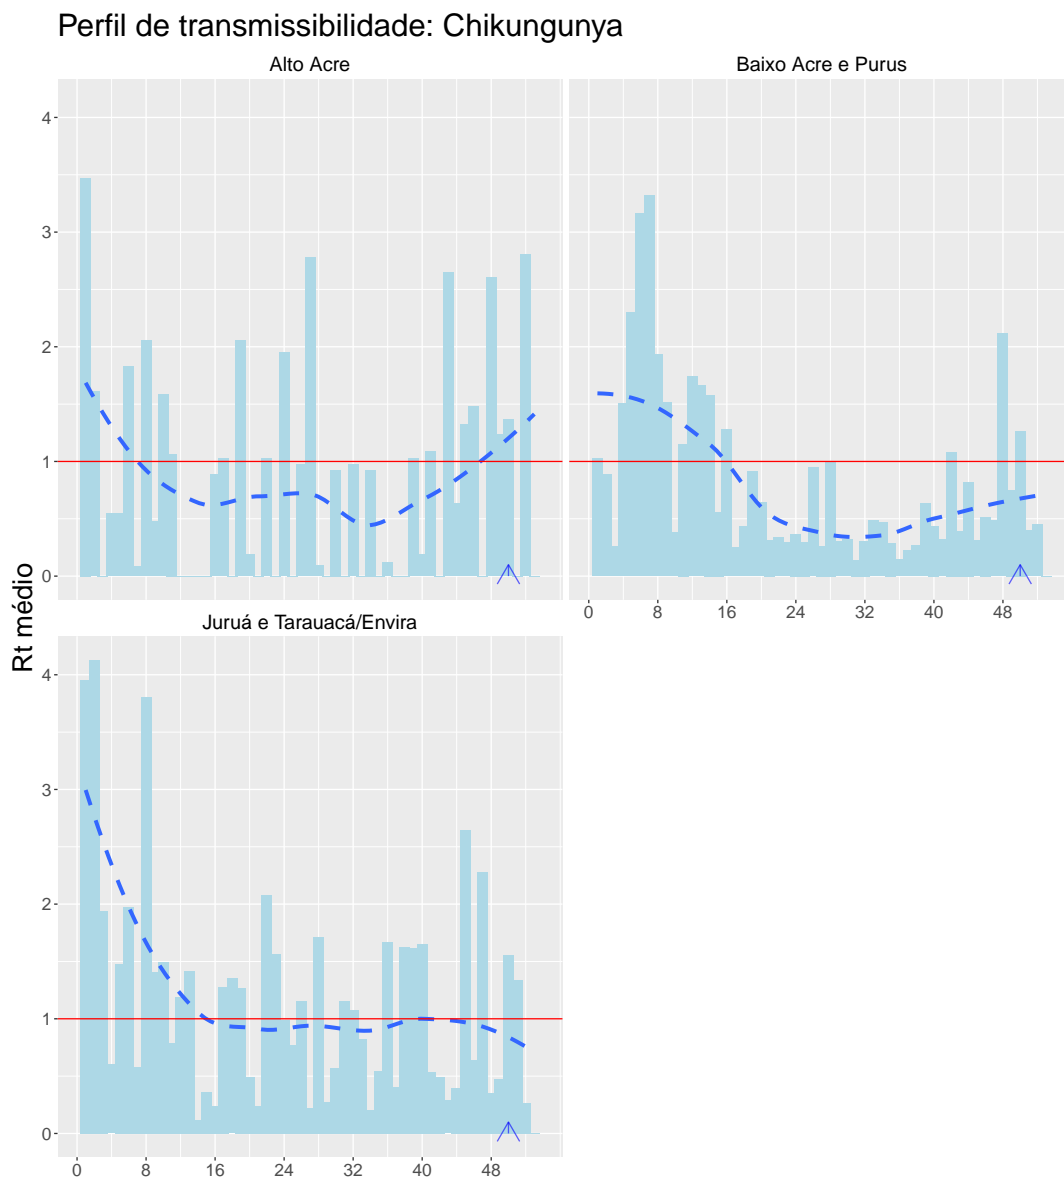 Perfil de transmissibilidade: Chikungunya
Alto Acre
Baixo Acre e Purus
4
3
2
1
0
0 8 16 24 32 40 48
Rt médio
Juruá e Tarauacá/Envira
4
3
2
1
0
0 8 16 24 32 40 48